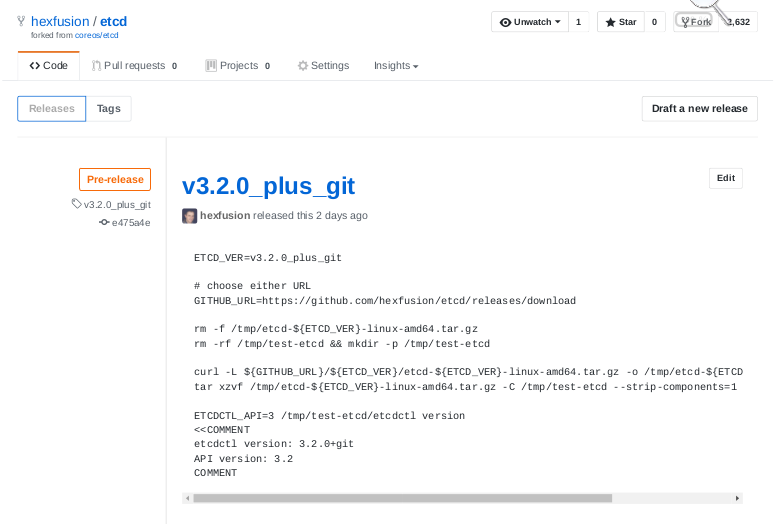 hexfusion / etcd
forked from coreos/etcd
Unwatch 1 Star 0 Fork 2,632
Code Pull requests 0 Projects 0 Settings Insights
Releases Tags
Draft a new release
Pre-release
v3.2.0_plus_git
e475a4e
v3.2.0_plus_git
Edit
hexfusion released this 2 days ago
ETCD_VER=v3.2.0_plus_git
# choose either URL
GITHUB_URL=https://github.com/hexfusion/etcd/releases/download
rm -f /tmp/etcd-${ETCD_VER}-linux-amd64.tar.gz
rm -rf /tmp/test-etcd && mkdir -p /tmp/test-etcd
curl -L ${GITHUB_URL}/${ETCD_VER}/etcd-${ETCD_VER}-linux-amd64.tar.gz -o /tmp/etcd-${ETCD
tar xzvf /tmp/etcd-${ETCD_VER}-linux-amd64.tar.gz -C /tmp/test-etcd --strip-components=1
ETCDCTL_API=3 /tmp/test-etcd/etcdctl version
<<COMMENT
etcdctl version: 3.2.0+git
API version: 3.2
COMMENT